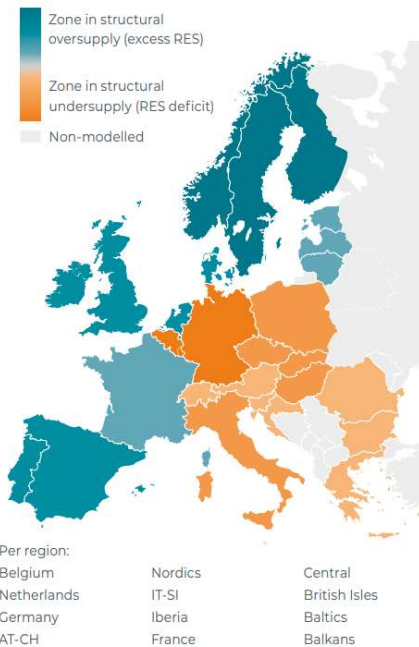 Zone in structural
oversupply (excess RES)
Zone in structural
undersupply (RES deficit)
Non-modelled
Per region:
Belgium
Netherlands
Germany
AT-CH
Nordics
IT-SI
Iberia
France
Central
British Isles
Baltics
Balkans